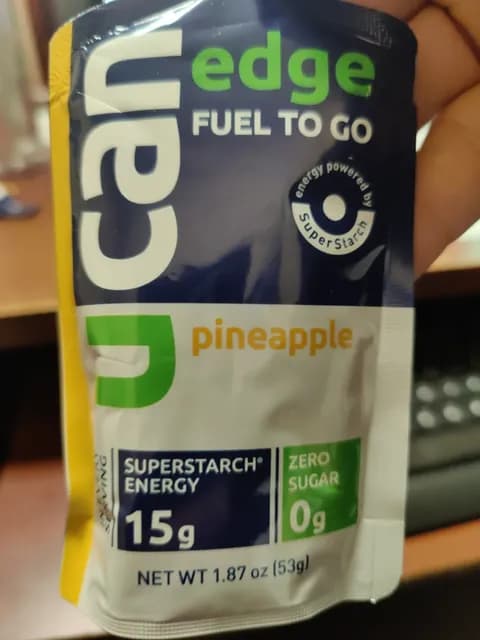 ucan
edge
FUEL TO GO
energy powered by
SuperStarch
pineapple
SUPERSTARCH®
ENERGY
15g
ZERO
SUGAR
0g
NET WT 1.87 oz (53g)